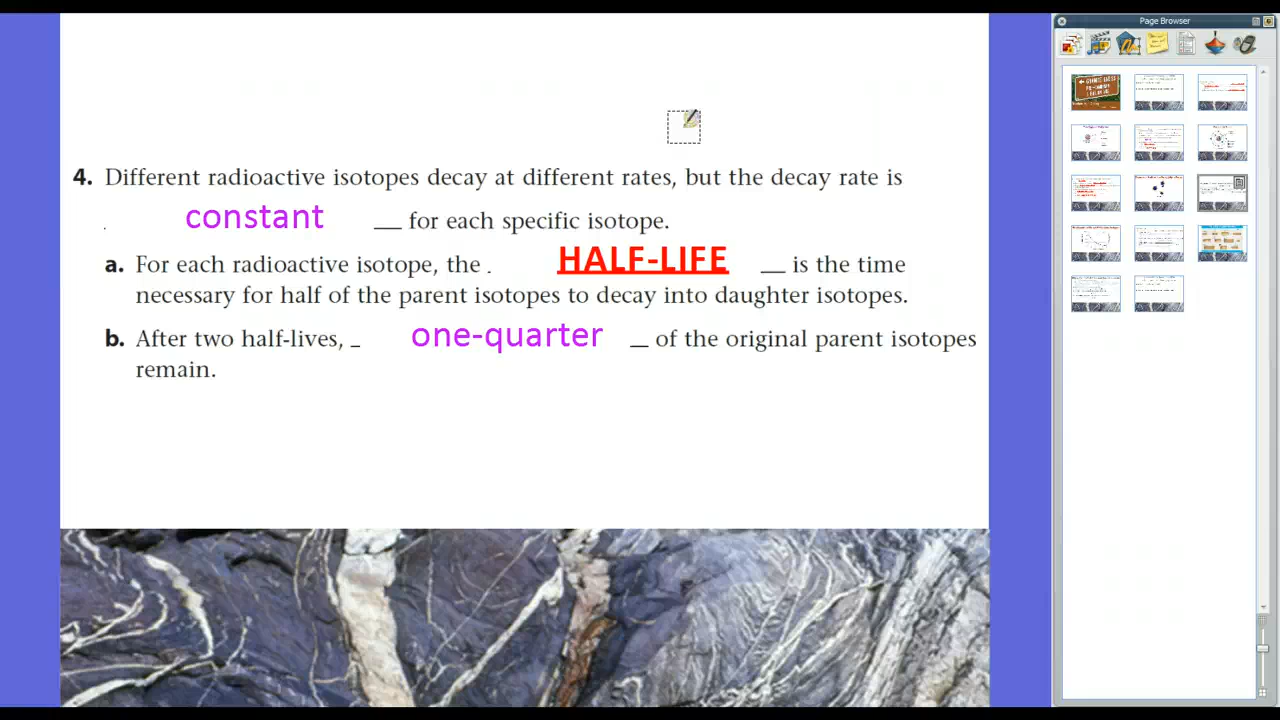 Page Browser
4. Different radioactive isotopes decay at different rates, but the decay rate is
constant __ for each specific isotope.
a. For each radioactive isotope, the . HALF-LIFE __ is the time
necessary for half of the parent isotopes to decay into daughter isotopes.
b. After two half-lives, _ one-quarter __ of the original parent isotopes
remain.